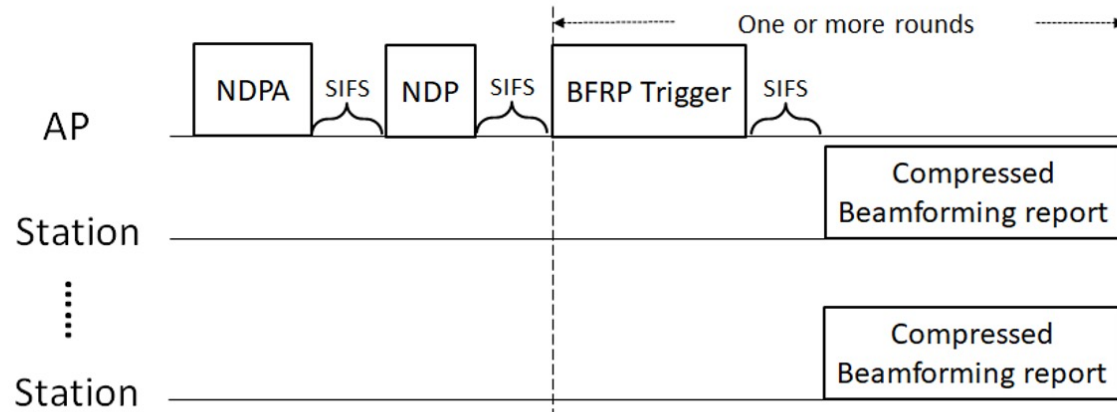 One or more rounds
NDPA SIFS NDP SIFS BFRP Trigger SIFS
AP
Compressed
Beamforming report
Station
Compressed
Beamforming report
Station